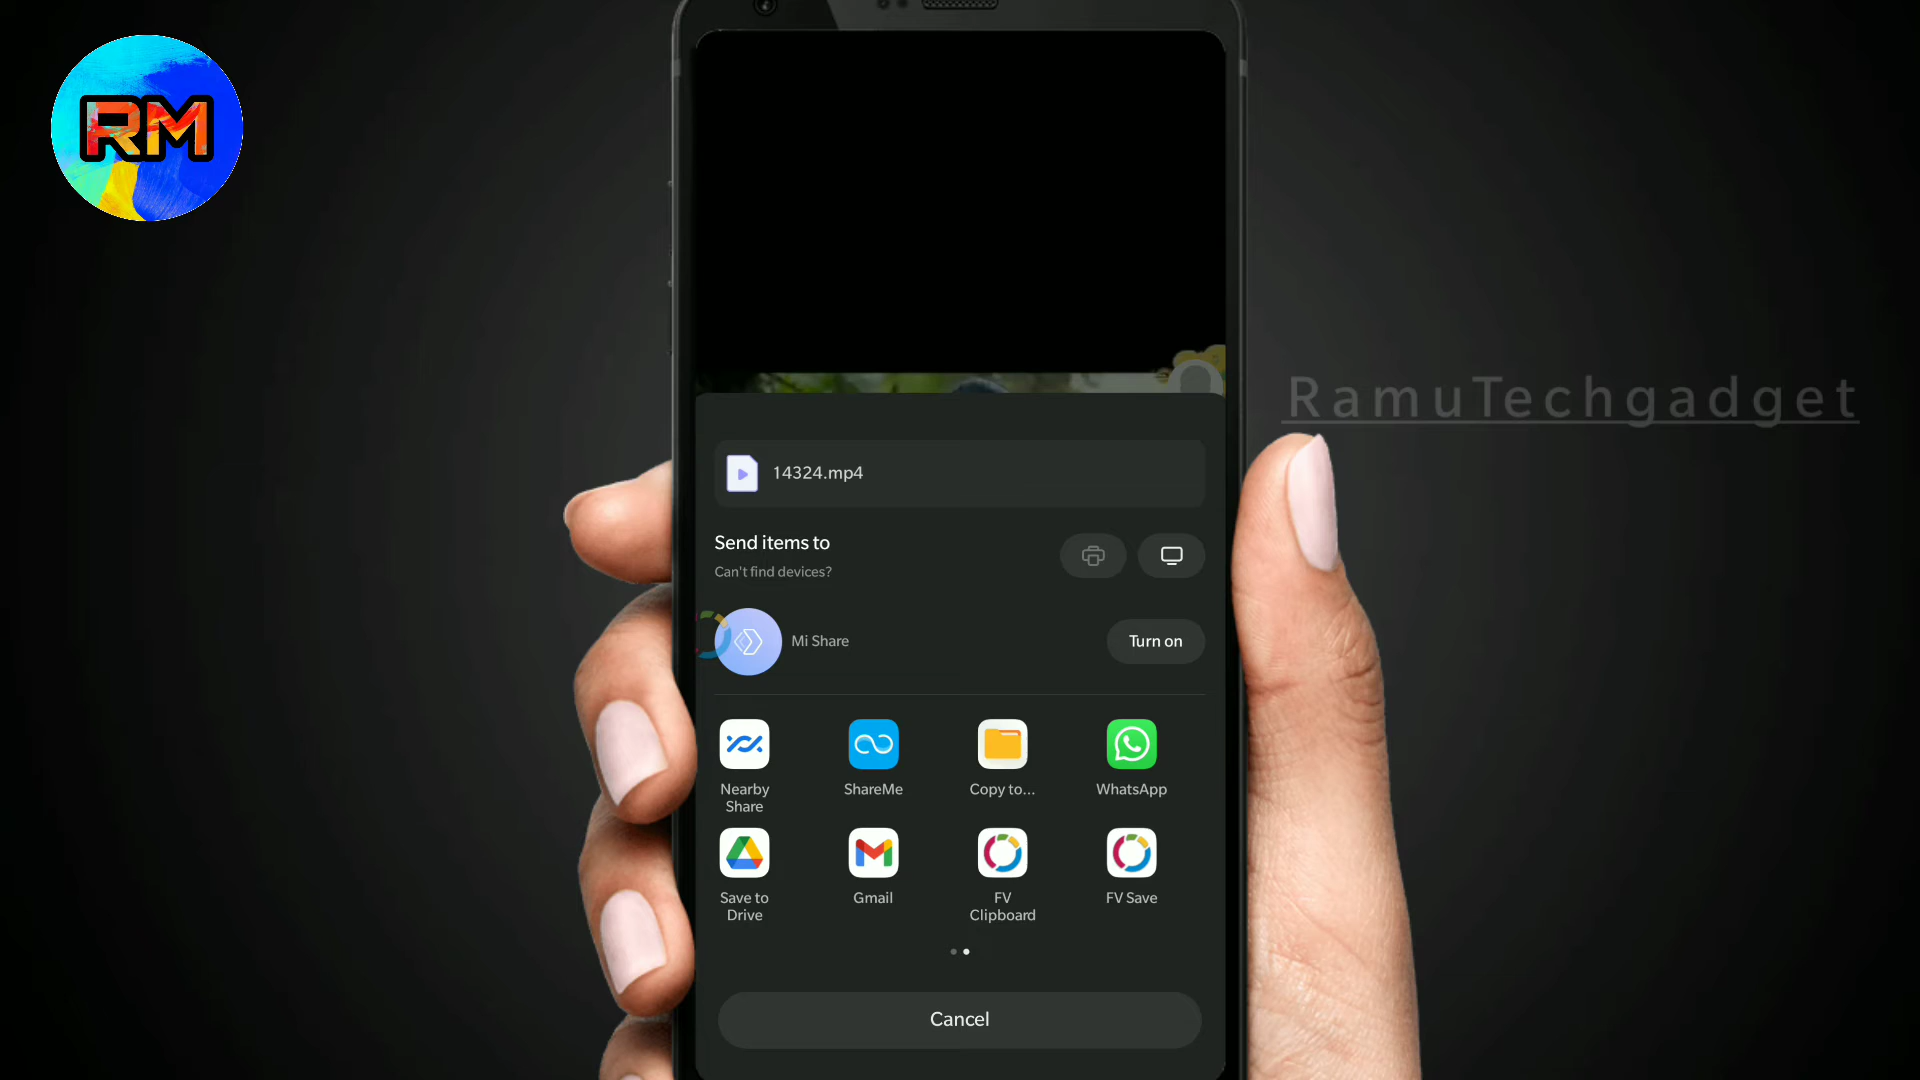 RM
RamuTechgadget
14324.mp4
Send items to
Can't find devices?
Mi Share
Turn on
Nearby
Share
ShareMe
Copy to...
WhatsApp
Save to
Drive
Gmail
FV
Clipboard
FV Save
Cancel